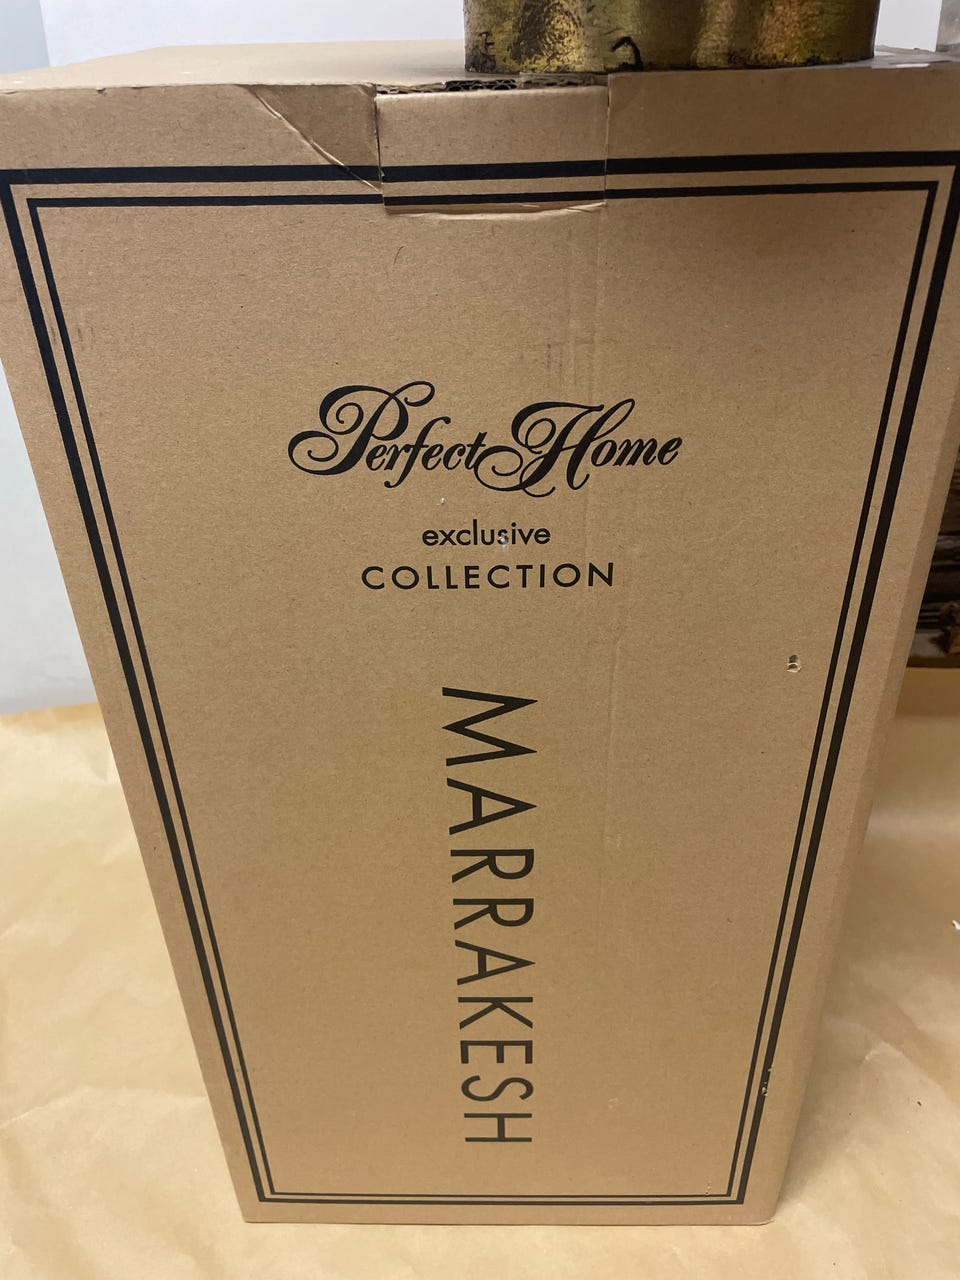 Perfect Home
exclusive
COLLECTION
MARRAKESH